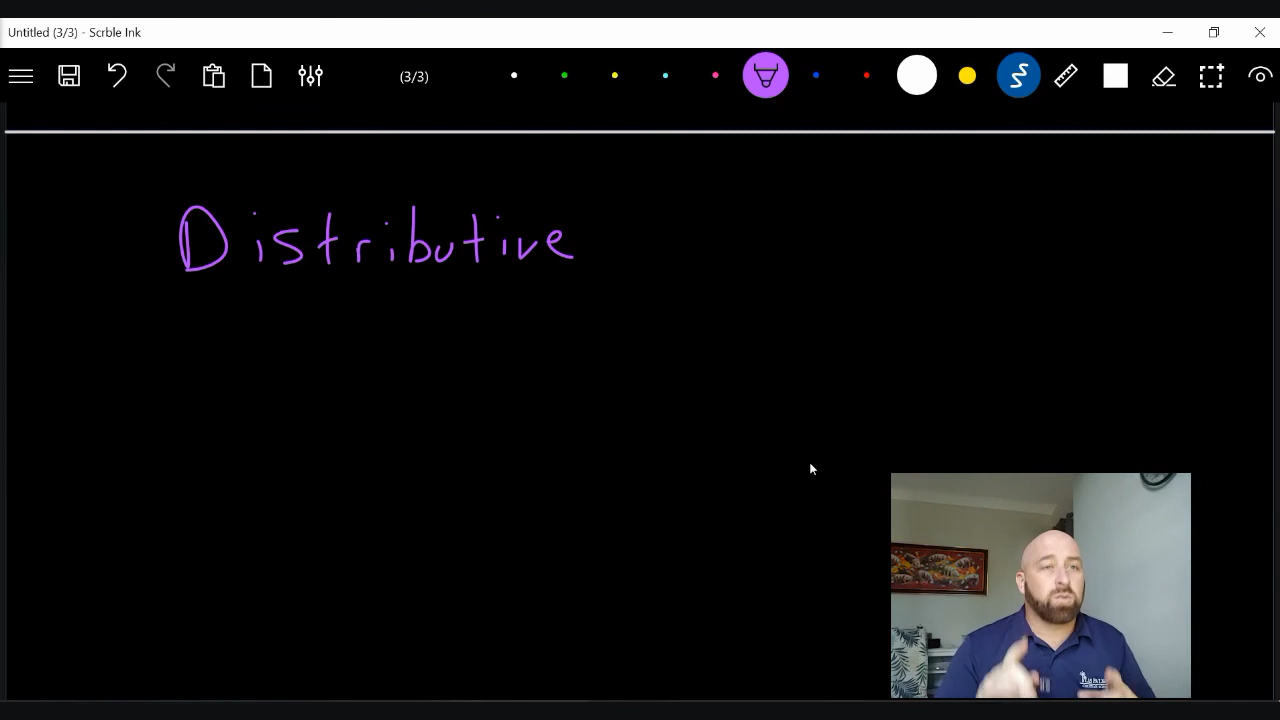 Untitled (3/3) - Scrble Ink
(3/3)
Distributive